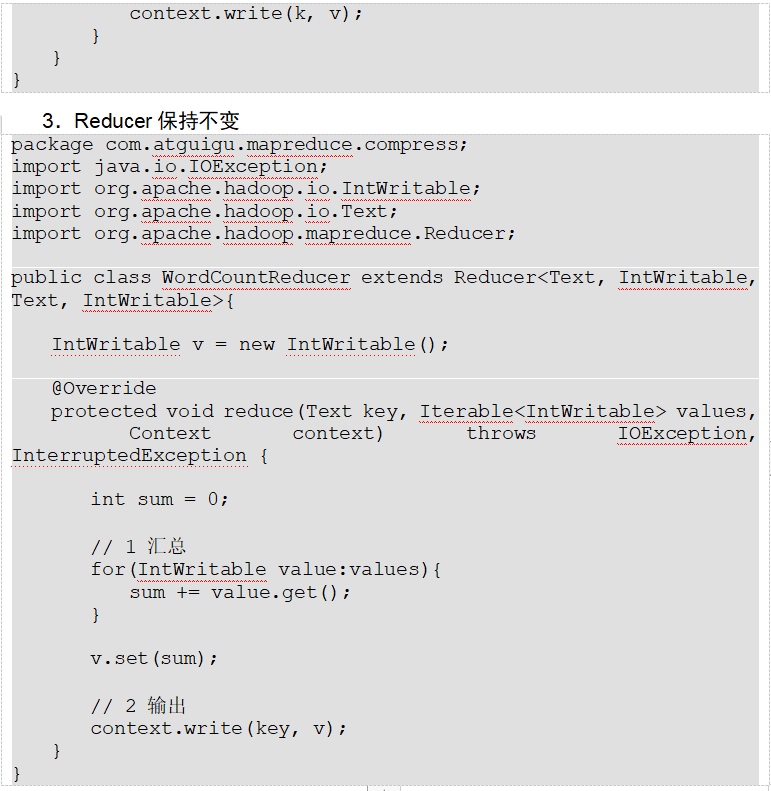 context.write(k, v);
}
}
}
3．Reducer 保持不变
package com.atguigu.mapreduce.compress;
import java.io.IOException;
import org.apache.hadoop.io.IntWritable;
import org.apache.hadoop.io.Text;
import org.apache.hadoop.mapreduce.Reducer;
public class WordCountReducer extends Reducer<Text, IntWritable,
Text, IntWritable>{
IntWritable v = new IntWritable();
@Override
protected void reduce(Text key, Iterable<IntWritable> values,
Context context) throws IOException,
InterruptedException {
int sum = 0;
// 1 汇总
for(IntWritable value:values){
sum += value.get();
}
v.set(sum);
// 2 输出
context.write(key, v);
}
}